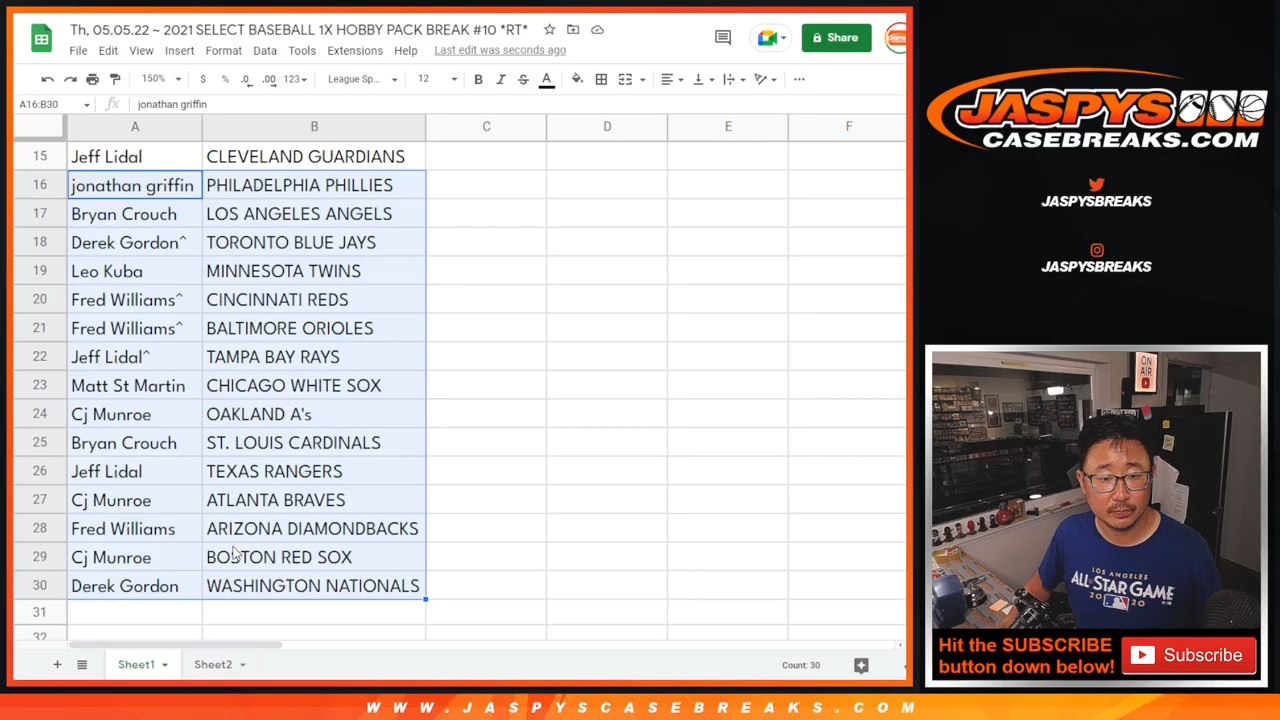 Th, 05.05.22 ~ 2021 SELECT BASEBALL 1X HOBBY PACK BREAK #10 *RT*
File Edit View Insert Format Data Tools Extensions Help Last edit was seconds ago
Share
150% $ % .0 .00 123 League Sp... 12 B I S A
A16:B30 fx jonathan griffin
A B C D E F
15 Jeff Lidal CLEVELAND GUARDIANS
16 jonathan griffin PHILADELPHIA PHILLIES
17 Bryan Crouch LOS ANGELES ANGELS
18 Derek Gordon^ TORONTO BLUE JAYS
19 Leo Kuba MINNESOTA TWINS
20 Fred Williams^ CINCINNATI REDS
21 Fred Williams^ BALTIMORE ORIOLES
22 Jeff Lidal^ TAMPA BAY RAYS
23 Matt St Martin CHICAGO WHITE SOX
24 Cj Munroe OAKLAND A's
25 Bryan Crouch ST. LOUIS CARDINALS
26 Jeff Lidal TEXAS RANGERS
27 Cj Munroe ATLANTA BRAVES
28 Fred Williams ARIZONA DIAMONDBACKS
29 Cj Munroe BOSTON RED SOX
30 Derek Gordon WASHINGTON NATIONALS
31
32
Sheet1 Sheet2 Count: 30
JASPYS
CASEBREAKS.COM
JASPYSBREAKS
JASPYSBREAKS
ON
AIR
LOS ANGELES
ALL STAR GAME
2020
Hit the SUBSCRIBE
button down below!
Subscribe
WWW.JASPYSCASEBREAKS.COM